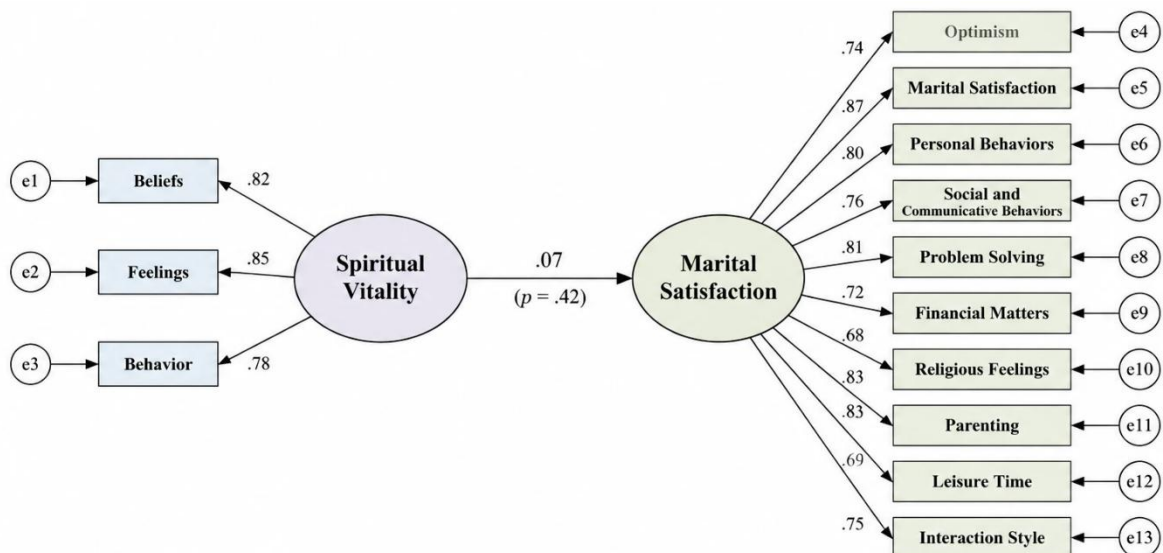 e1
Beliefs
.82
e2
Feelings
.85
e3
Behavior
.78
Spiritual
Vitality
.07
(p = .42)
Marital
Satisfaction
.74
Optimism
e4
.87
Marital Satisfaction
e5
.80
Personal Behaviors
e6
.76
Social and
Communicative Behaviors
e7
.81
Problem Solving
e8
.72
Financial Matters
e9
.68
Religious Feelings
e10
.83
Parenting
e11
.83
Leisure Time
e12
.69
.75
Interaction Style
e13